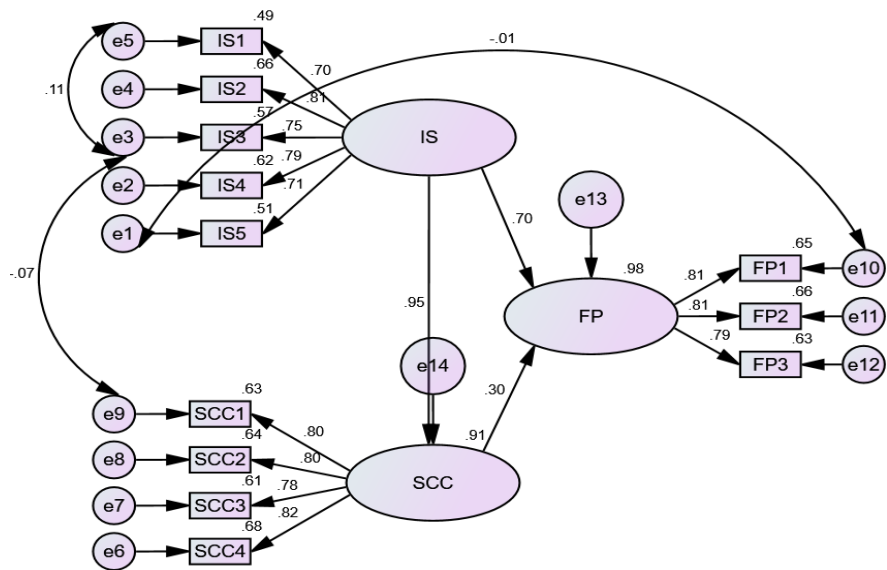 .49
e5 IS1
-.01
.66
.70
e4 IS2
.11
.81
.57
e3 IS3 .75 IS
.62 .79
e2 IS4
.71
.51
e13
e1 IS5
.70
.65
-.07
.98
.81 FP1 e10
.66
.95
FP .81 FP2 e11
.79 .63
e14
FP3 e12
.63
.30
e9 SCC1
.80
.64
.91
e8 SCC2 .80
.61
.78 SCC
e7 SCC3
.82
.68
e6 SCC4